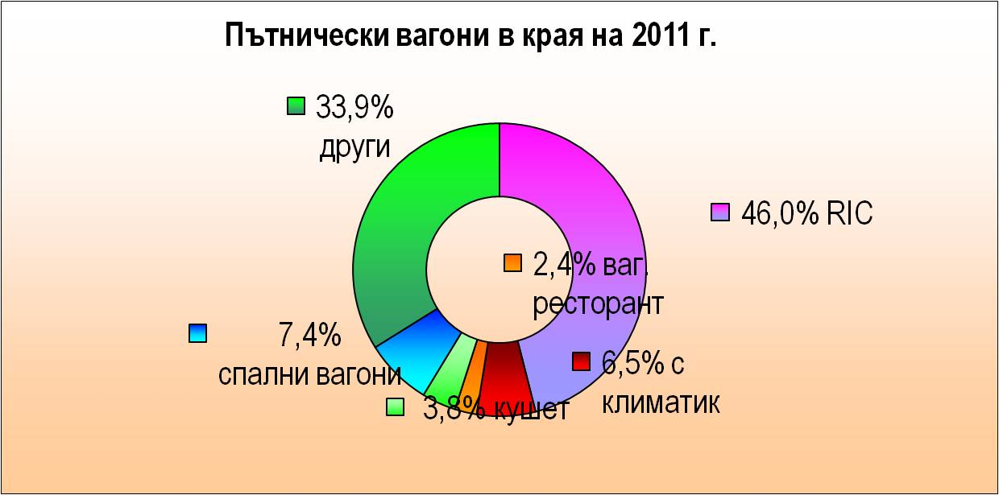 Пътнически вагони в края на 2011 г.
33,9%
други
46,0% RIC
2,4% ваг.
ресторант
7,4%
спални вагони
6,5% с
климатик
3,8% кушет